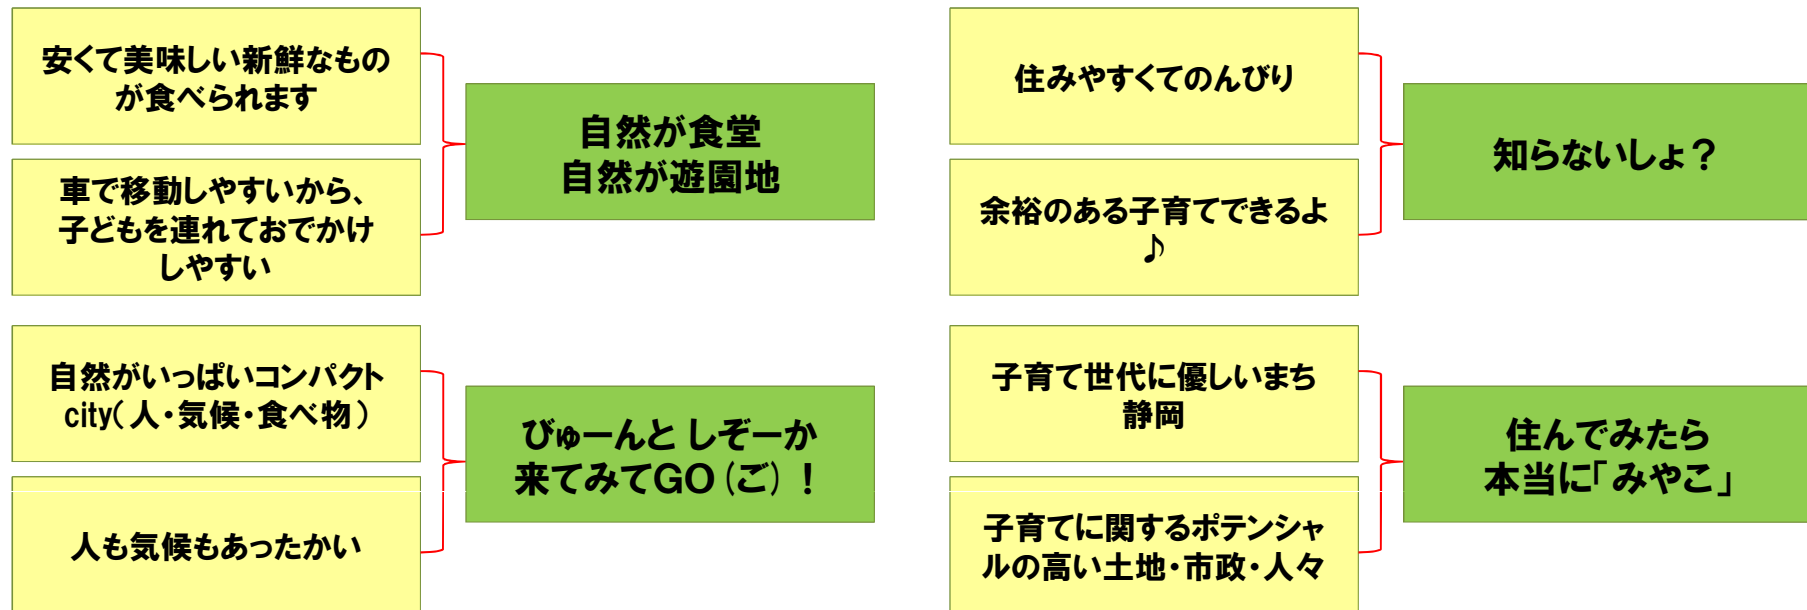 安くて美味しい新鮮なもの
が食べられます
車で移動しやすいから、
子どもを連れておでかけ
しやすい
自然が食堂
自然が遊園地
住みやすくてのんびり
余裕のある子育てできるよ
♪
知らないしょ？
自然がいっぱいコンパクト
city(人・気候・食べ物)
人も気候もあったかい
びゅーんと しぞーか
来てみてGO(ご)！
子育て世代に優しいまち
静岡
子育てに関するポテンシャ
ルの高い土地・市政・人々
住んでみたら
本当に「みやこ」